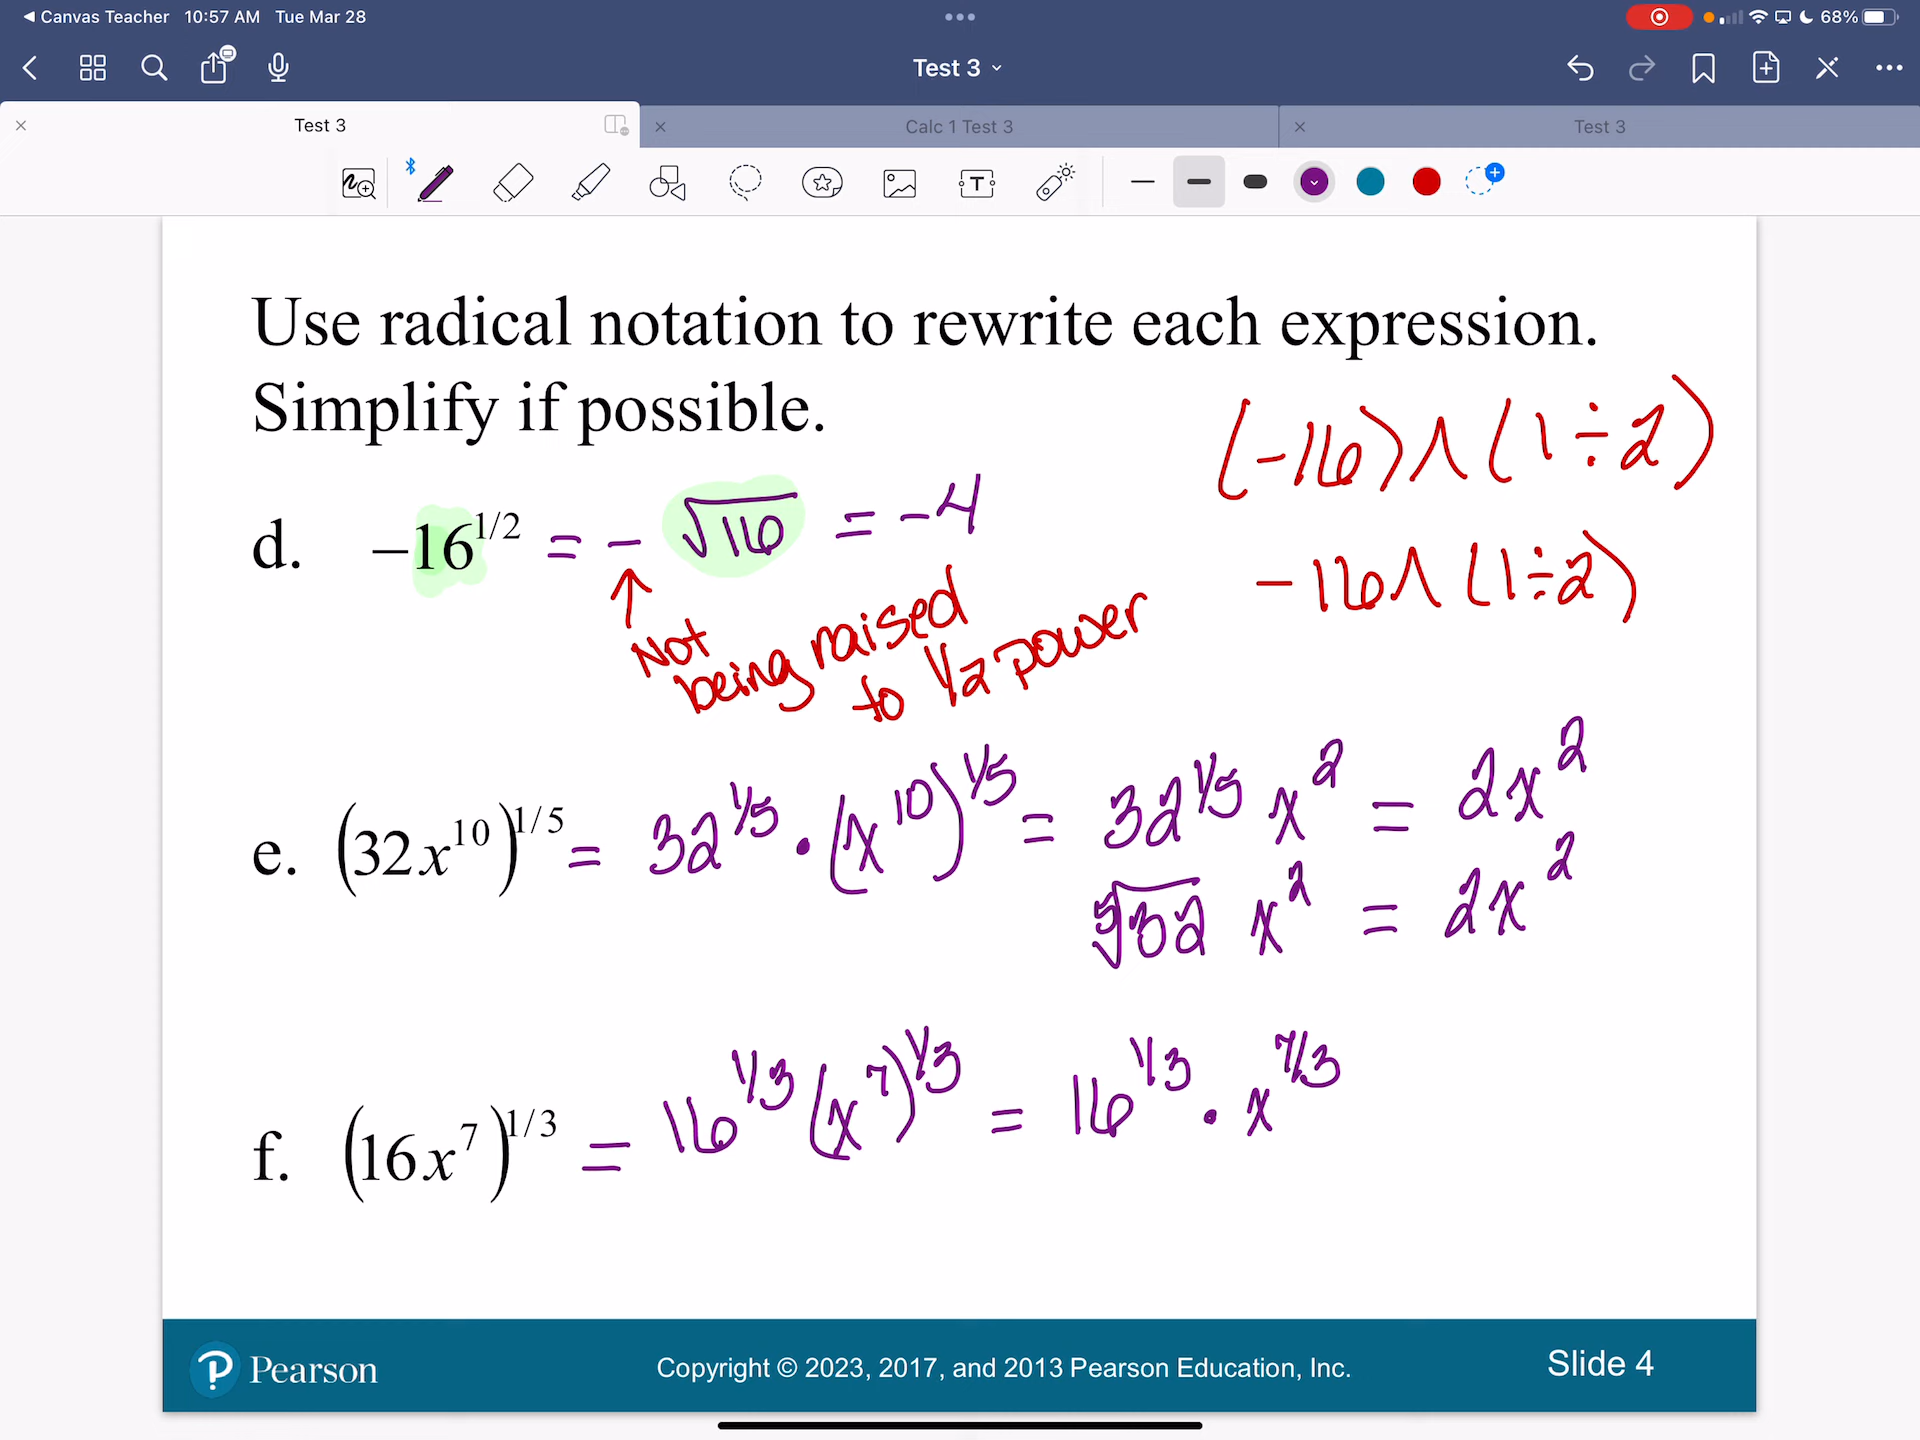 Canvas Teacher 10:57 AM Tue Mar 28 68%
Test 3
Test 3 Calc 1 Test 3 Test 3
T
Use radical notation to rewrite each expression.
Simplify if possible.
(-16)^(1÷2)
d. −16^{1/2} = - √16 = -4
-16^(1÷2)
Not
being raised
to 1/2 power
e. (32x^{10})^{1/5} = 32^{1/5} · (x^{10})^{1/5} = 32^{1/5} x^2 = 2x^2
⁵√32 x^2 = 2x^2
f. (16x^7)^{1/3} = 16^{1/3} (x^7)^{1/3} = 16^{1/3} · x^{7/3}
P Pearson Copyright © 2023, 2017, and 2013 Pearson Education, Inc. Slide 4